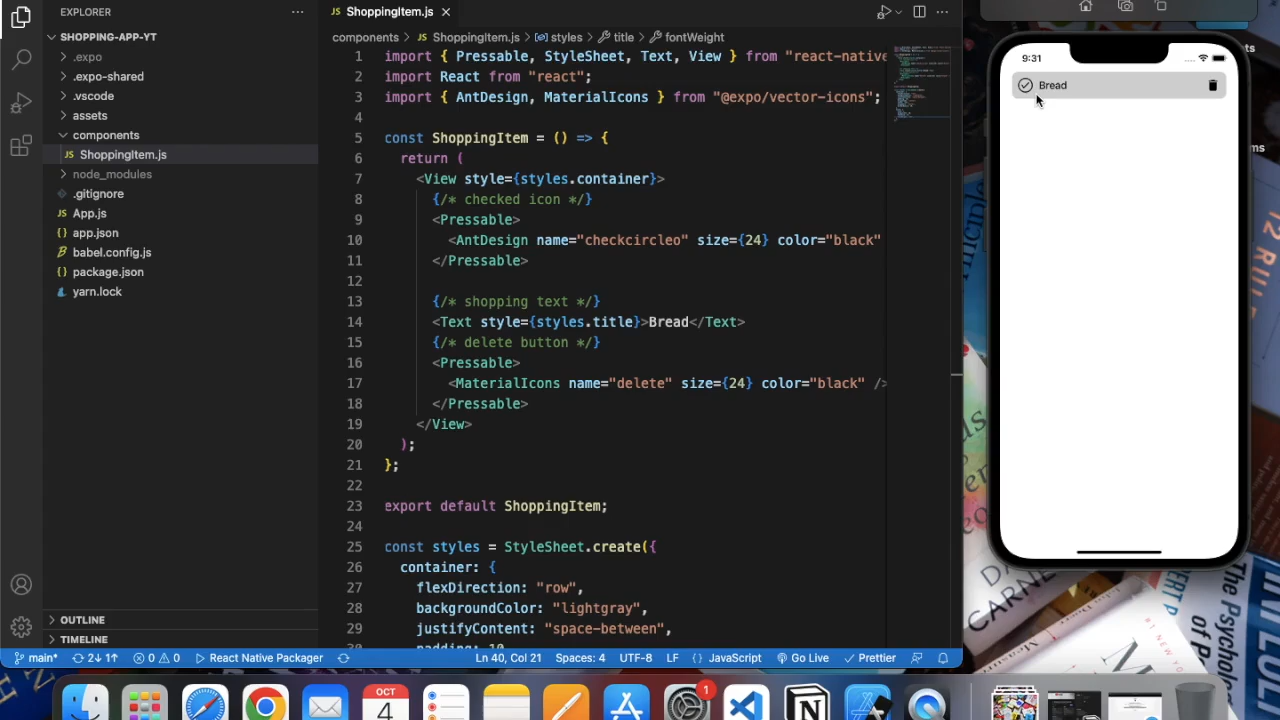 EXPLORER
SHOPPING-APP-YT
.expo
.expo-shared
.vscode
assets
components
ShoppingItem.js
node_modules
.gitignore
App.js
app.json
babel.config.js
package.json
yarn.lock
OUTLINE
TIMELINE
ShoppingItem.js
components > ShoppingItem.js > styles > title > fontWeight
1 import { Pressable, StyleSheet, Text, View } from "react-native
2 import React from "react";
3 import { AntDesign, MaterialIcons } from "@expo/vector-icons";
4
5 const ShoppingItem = () => {
6 return (
7 <View style={styles.container}>
8 {/* checked icon */}
9 <Pressable>
10 <AntDesign name="checkcircleo" size={24} color="black"
11 </Pressable>
12
13 {/* shopping text */}
14 <Text style={styles.title}>Bread</Text>
15 {/* delete button */}
16 <Pressable>
17 <MaterialIcons name="delete" size={24} color="black" />
18 </Pressable>
19 </View>
20 );
21 };
22
23 export default ShoppingItem;
24
25 const styles = StyleSheet.create({
26 container: {
27 flexDirection: "row",
28 backgroundColor: "lightgray",
29 justifyContent: "space-between",
main* 2↓ 1↑ 0 0 React Native Packager Ln 40, Col 21 Spaces: 4 UTF-8 LF {} JavaScript Go Live Prettier
9:31
Bread
OCT
4
1
12 RULES
The Psychology of
DA
CARNE